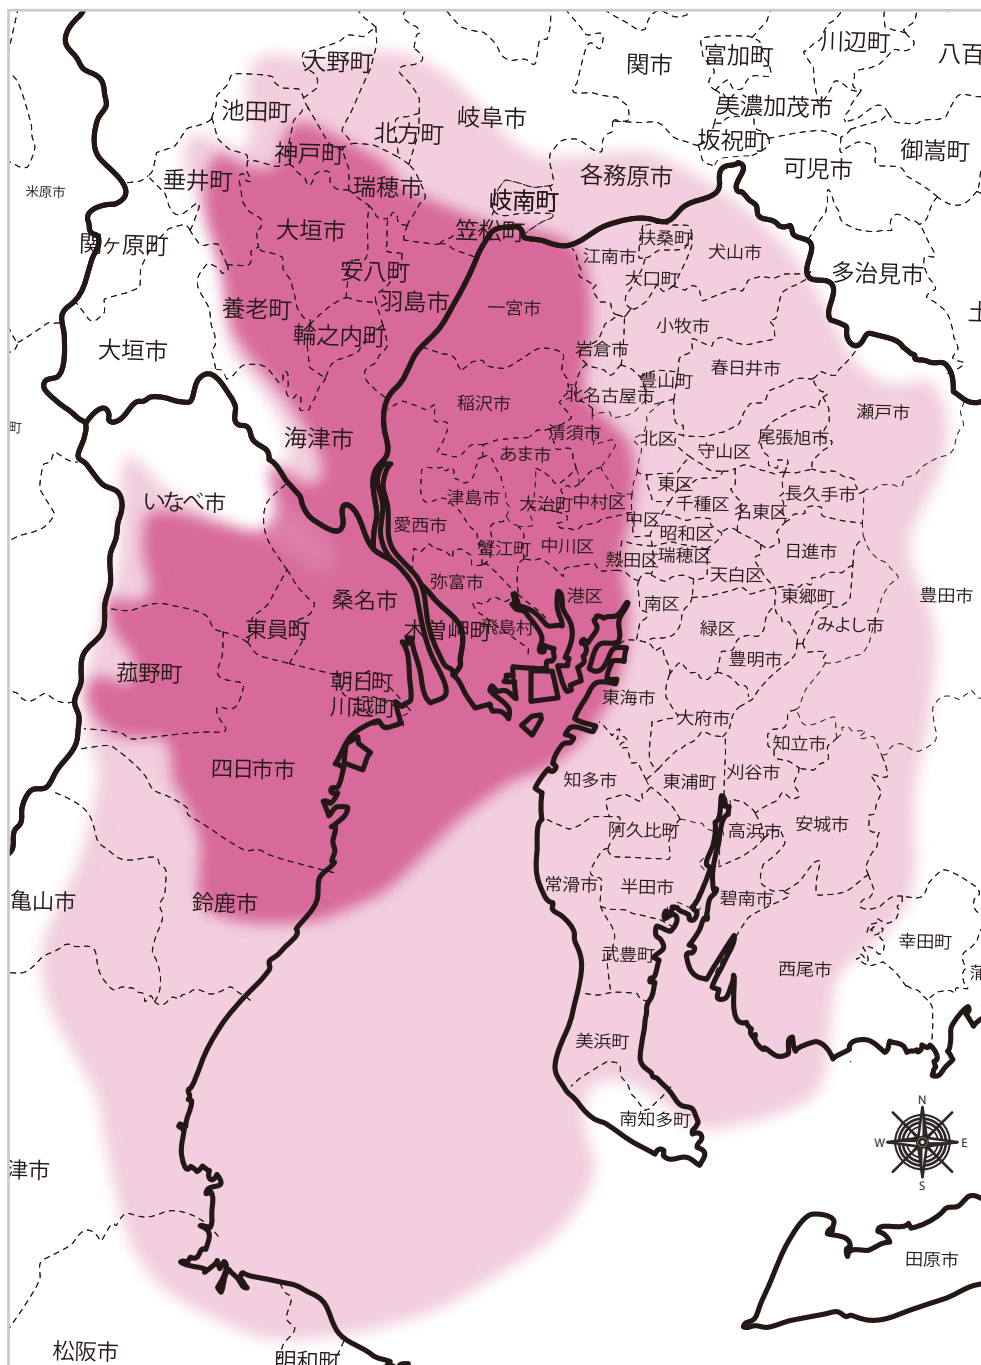 川辺町
大野町
関市
富加町
八百
池田町
美濃加茂市
岐阜市
北方町
坂祝町
神戸町
御嵩町
可児市
垂井町
各務原市
瑞穂市
米原市
岐南町
大垣市
笠松町
扶桑町
関ヶ原町
犬山市
江南市
安八町
多治見市
大口町
羽島市
養老町
一宮市
土
小牧市
輪之内町
大垣市
岩倉市
春日井市
豊山町
北名古屋市
稲沢市
瀬戸市
町
清須市
海津市
北区
尾張旭市
守山区
あま市
東区
長久手市
津島市
いなべ市
大治町
中村区
千種区
名東区
中区
愛西市
昭和区
蟹江町
中川区
日進市
瑞穂区
熱田区
天白区
弥富市
豊田市
港区
東郷町
桑名市
南区
みよし市
東員町
木曽岬町
飛島村
緑区
豊明市
菰野町
朝日町
東海市
川越町
大府市
知立市
四日市市
刈谷市
知多市
東浦町
安城市
阿久比町
高浜市
常滑市
半田市
亀山市
鈴鹿市
碧南市
幸田町
武豊町
西尾市
蒲
美浜町
N
南知多町
W
E
津市
S
田原市
松阪市
明和町